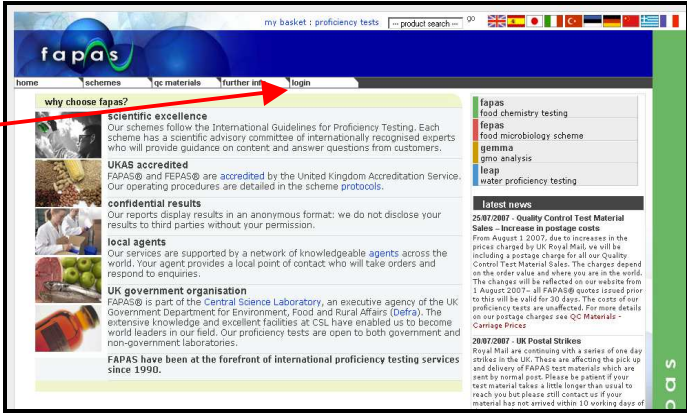 my basket : proficiency tests
--- product search ---
go
fapas
home
schemes
qc materials
further info
login
why choose fapas?
scientific excellence
Our schemes follow the International Guidelines for Proficiency Testing. Each
scheme has a scientific advisory committee of internationally recognised experts
who will provide guidance on content and answer questions from customers.
UKAS accredited
FAPAS® and FEPAS® are accredited by the United Kingdom Accreditation Service.
Our operating procedures are detailed in the scheme protocols.
confidential results
Our reports display results in an anonymous format: we do not disclose your
results to third parties without your permission.
local agents
Our services are supported by a network of knowledgeable agents across the
world. Your agent provides a local point of contact who will take orders and
respond to enquiries.
UK government organisation
FAPAS® is part of the Central Science Laboratory, an executive agency of the UK
Government Department for Environment, Food and Rural Affairs (Defra). The
extensive knowledge and excellent facilities at CSL have enabled us to become
world leaders in our field. Our proficiency tests are open to both government and
non-government laboratories.
FAPAS have been at the forefront of international proficiency testing services
since 1990.
fapas
food chemistry testing
fepas
food microbiology scheme
gemma
gmo analysis
leap
water proficiency testing
latest news
25/07/2007 - Quality Control Test Material
Sales – Increase in postage costs
From August 1 2007, due to increases in the
prices charged by UK Royal Mail, we will be
including a postage charge for all our Quality
Control Test Material Sales. The charges depend
on the order value and where you are in the world.
The changes will be reflected on our website from
1 August 2007– all FAPAS® quotes issued prior
to this will be valid for 30 days. The costs of our
proficiency tests are unaffected. For more details
on our postage charges see QC Materials -
Carriage Prices
20/07/2007 - UK Postal Strikes
Royal Mail are continuing with a series of one day
strikes in the UK. These are affecting the pick up
and delivery of FAPAS test materials which are
sent by normal post. Please be patient if your
test material takes a little longer than usual to
reach you but please still contact us if your
material has not arrived within 10 working days of
pas